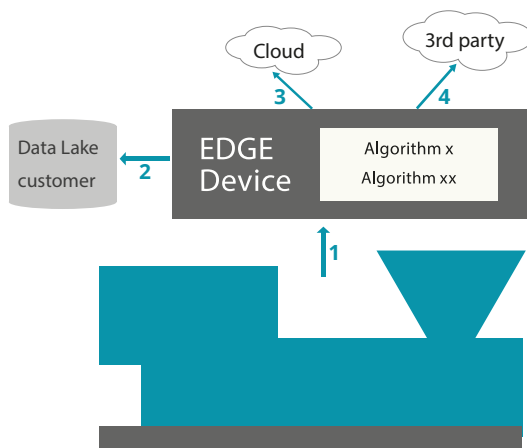 Cloud
3rd party
3
4
Data Lake
customer
2
EDGE
Device
Algorithm x
Algorithm xx
1